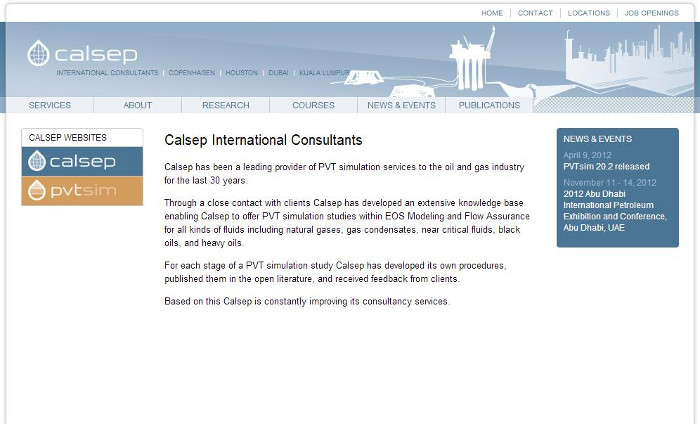 HOME | CONTACT | LOCATIONS | JOB OPENINGS
calsep
INTERNATIONAL CONSULTANTS | COPENHAGEN | HOUSTON | DUBAI | KUALA LUMPUR
SERVICES ABOUT RESEARCH COURSES NEWS & EVENTS PUBLICATIONS
CALSEP WEBSITES
calsep
pvtsim
Calsep International Consultants
Calsep has been a leading provider of PVT simulation services to the oil and gas industry
for the last 30 years.
Through a close contact with clients Calsep has developed an extensive knowledge base
enabling Calsep to offer PVT simulation studies within EOS Modeling and Flow Assurance
for all kinds of fluids including natural gases, gas condensates, near critical fluids, black
oils, and heavy oils.
For each stage of a PVT simulation study Calsep has developed its own procedures,
published them in the open literature, and received feedback from clients.
Based on this Calsep is constantly improving its consultancy services.
NEWS & EVENTS
April 9, 2012
PVTsim 20.2 released
November 11 - 14, 2012
2012 Abu Dhabi
International Petroleum
Exhibition and Conference,
Abu Dhabi, UAE